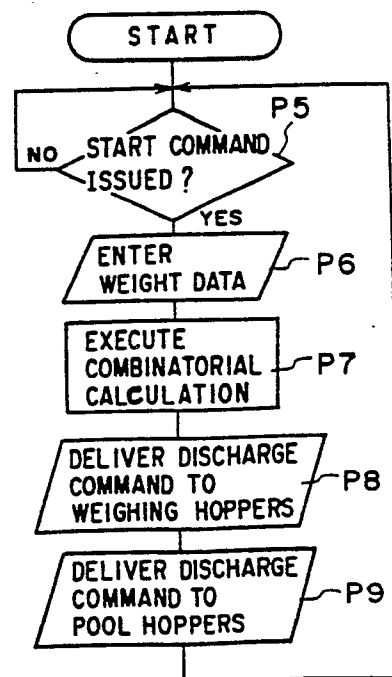 START
P5
NO
START COMMAND
ISSUED?
YES
ENTER
WEIGHT DATA
P6
EXECUTE
COMBINATORIAL
CALCULATION
P7
DELIVER DISCHARGE
COMMAND TO
WEIGHING HOPPERS
P8
DELIVER DISCHARGE
COMMAND TO
POOL HOPPERS
P9